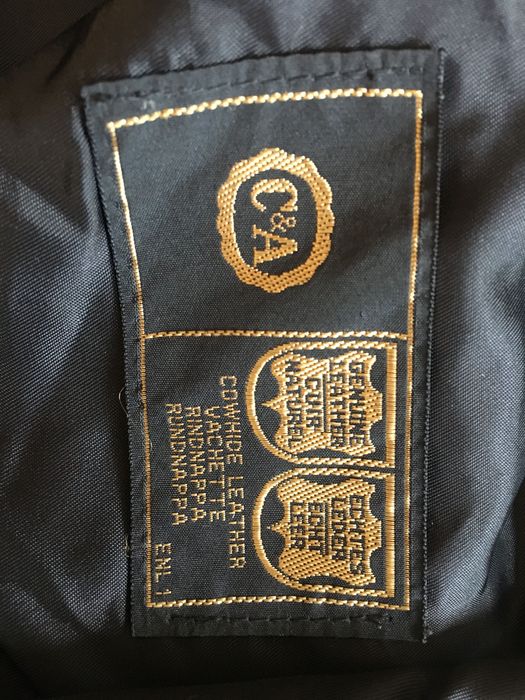 C&A
GENUINE
LEATHER
CUIR
NATUREL
ECHTES
LEDER
ECHT
LEER
COWHIDE LEATHER
VACHETTE
RINDNAPPA
RUNDNAPPA
ENL 1